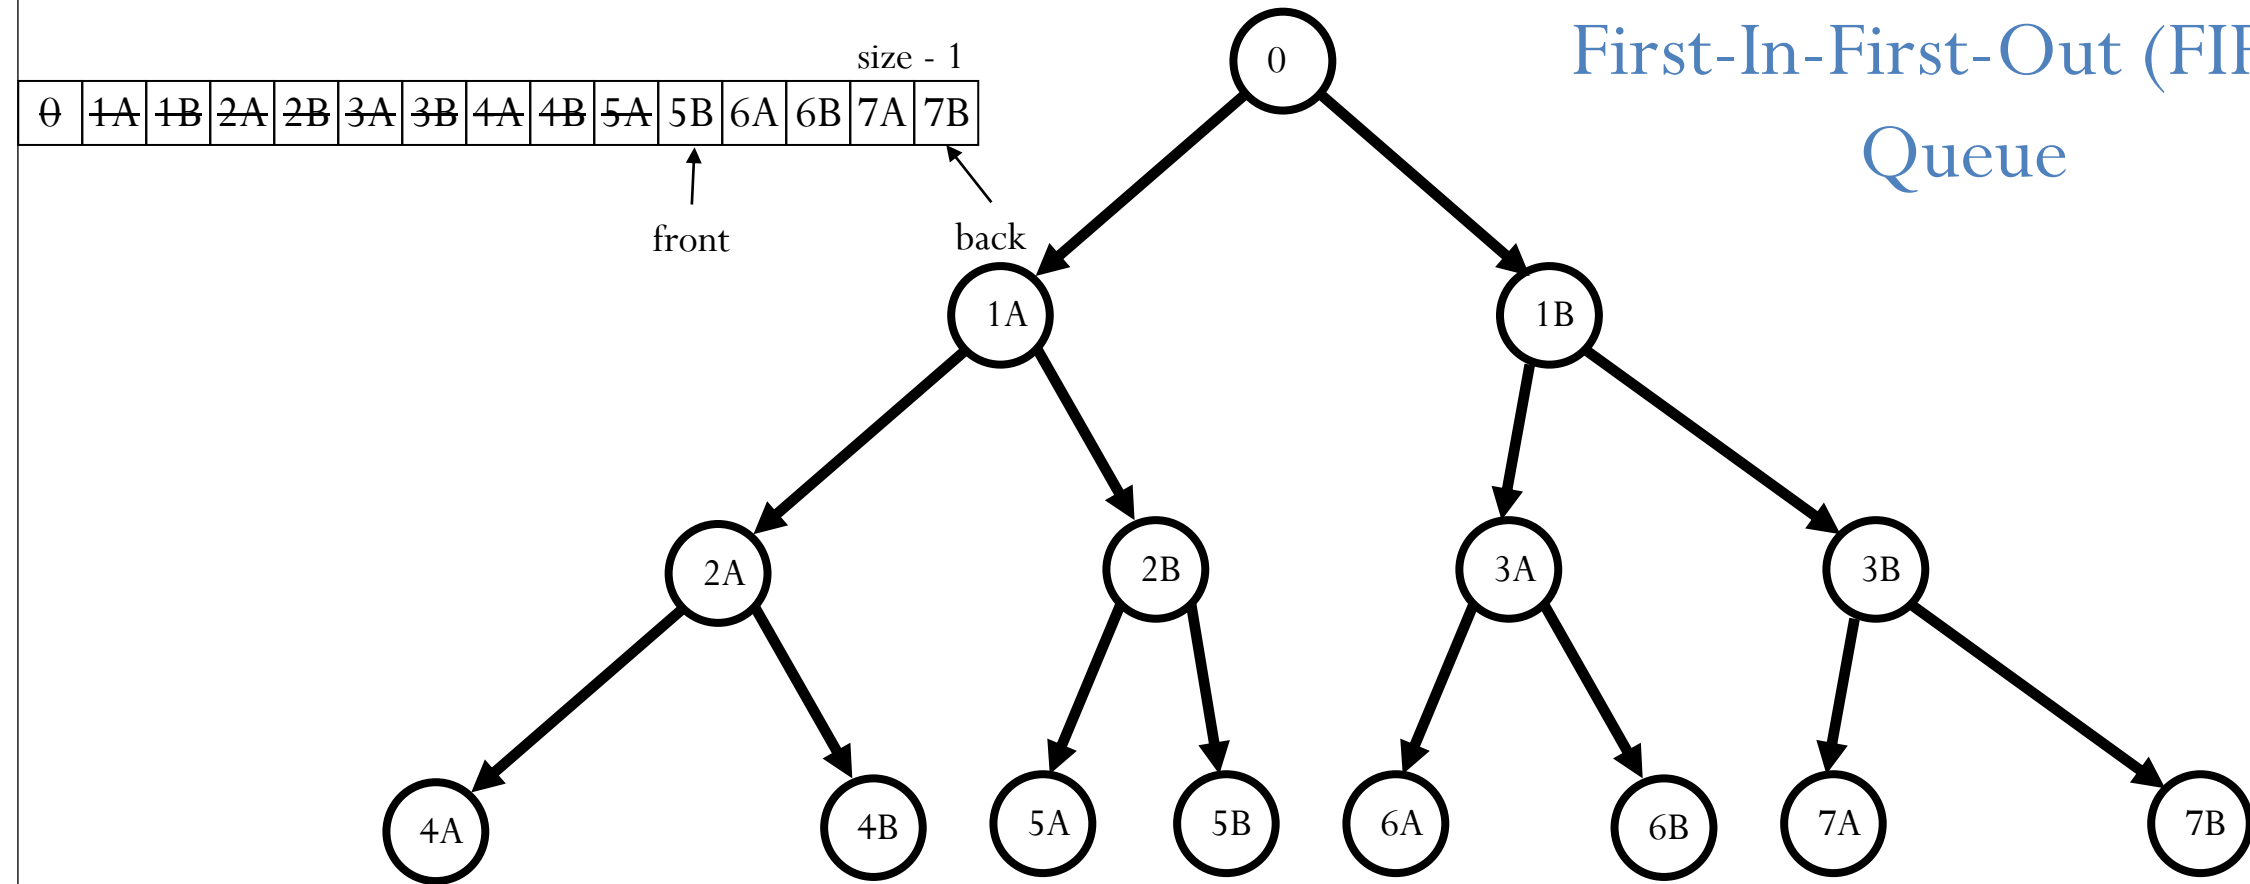 First-In-First-Out (FIF
Queue
size - 1
0 1A 1B 2A 2B 3A 3B 4A 4B 5A 5B 6A 6B 7A 7B
front
back
0
1A 1B
2A 2B 3A 3B
4A 4B 5A 5B 6A 6B 7A 7B